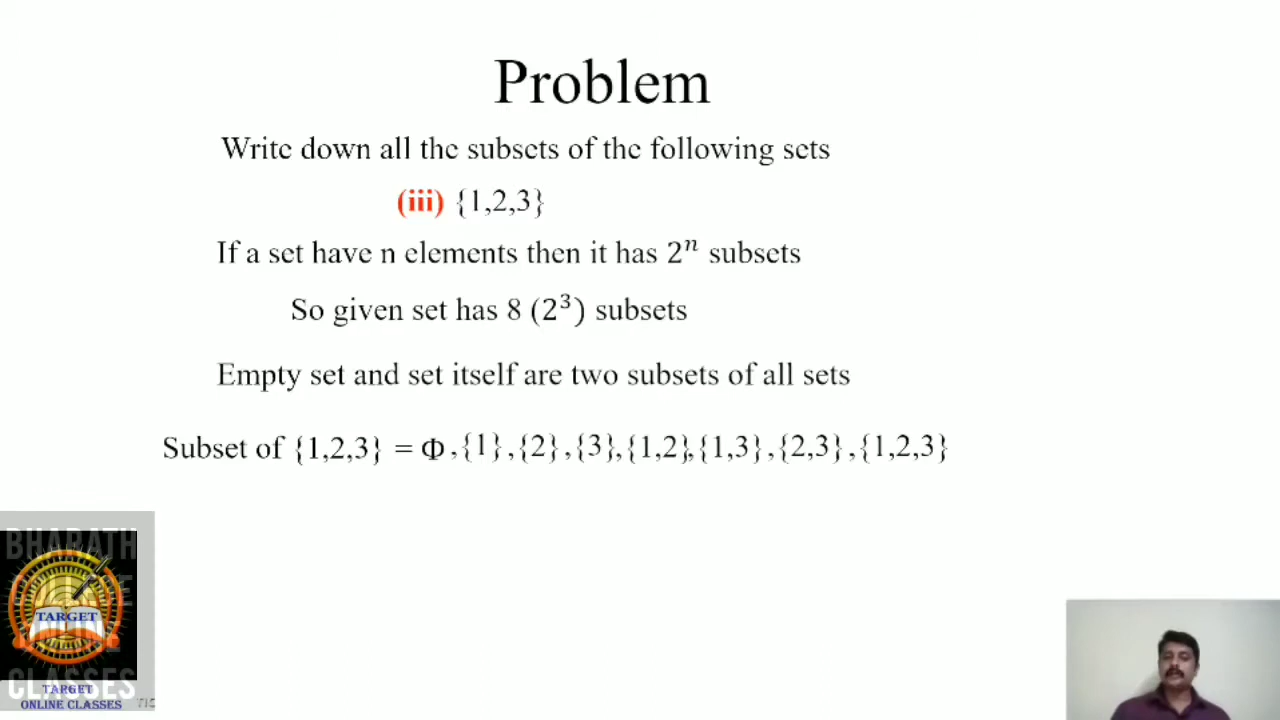 Problem
Write down all the subsets of the following sets
(iii) {1,2,3}
If a set have n elements then it has 2ⁿ subsets
So given set has 8 (2³) subsets
Empty set and set itself are two subsets of all sets
Subset of {1,2,3} = Φ ,{1} ,{2} ,{3},{1,2},{1,3} ,{2,3} ,{1,2,3}
BHARATH
TARGET
CLASSES
TARGET
ONLINE CLASSES